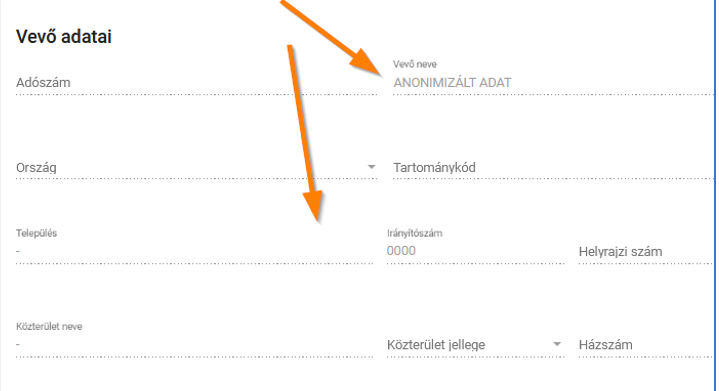 Vevő adatai
Vevő neve
Adószám
ANONIMIZÁLT ADAT
Ország
Tartománykód
Település
Irányítószám
-
0000
Helyrajzi szám
Közterület neve
-
Közterület jellege
Házszám